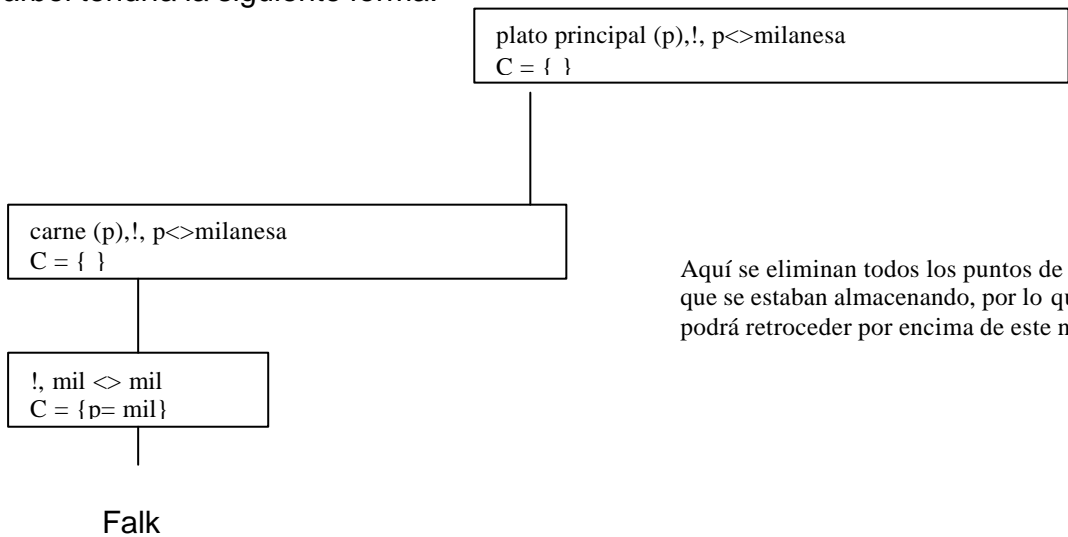 árbol tendría la siguiente forma:
plato principal (p),!, p<>milanesa
C = { }
carne (p),!, p<>milanesa
C = { }
Aquí se eliminan todos los puntos de
que se estaban almacenando, por lo
podrá retroceder por encima de este
!, mil <> mil
C = {p= mil}
Falk